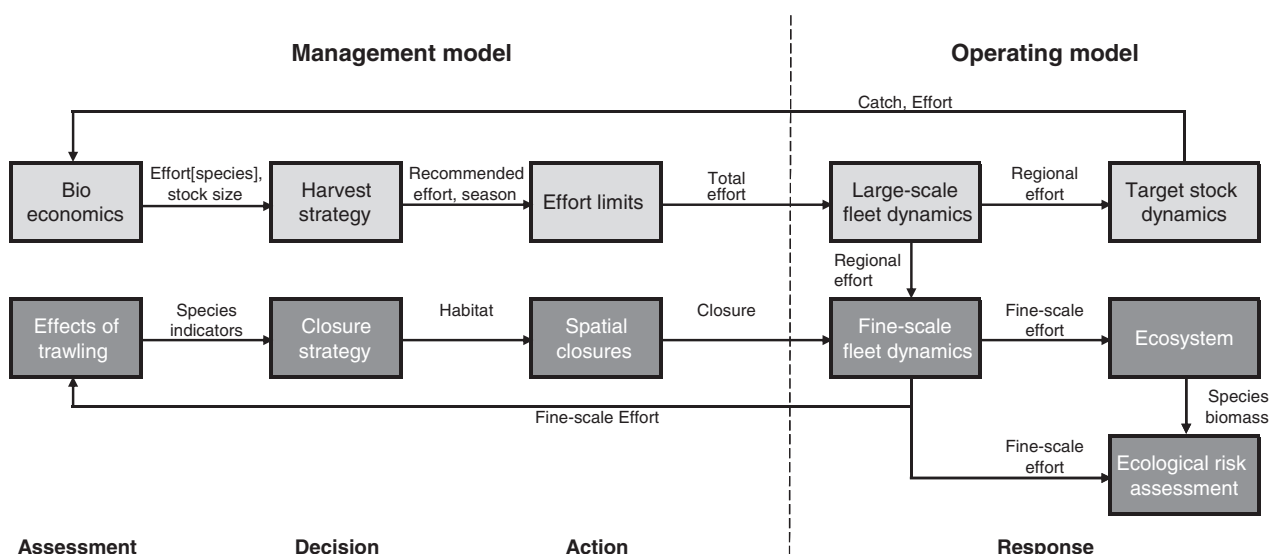 Management model
Operating model
Catch, Effort
Bio
economics
Effort[species],
stock size
Harvest
strategy
Recommended
effort, season
Effort limits
Total
effort
Large-scale
fleet dynamics
Regional
effort
Target stock
dynamics
Regional
effort
Effects of
trawling
Species
indicators
Closure
strategy
Habitat
Spatial
closures
Closure
Fine-scale
fleet dynamics
Fine-scale
effort
Ecosystem
Species
biomass
Fine-scale Effort
Fine-scale
effort
Ecological risk
assessment
Assessment
Decision
Action
Response